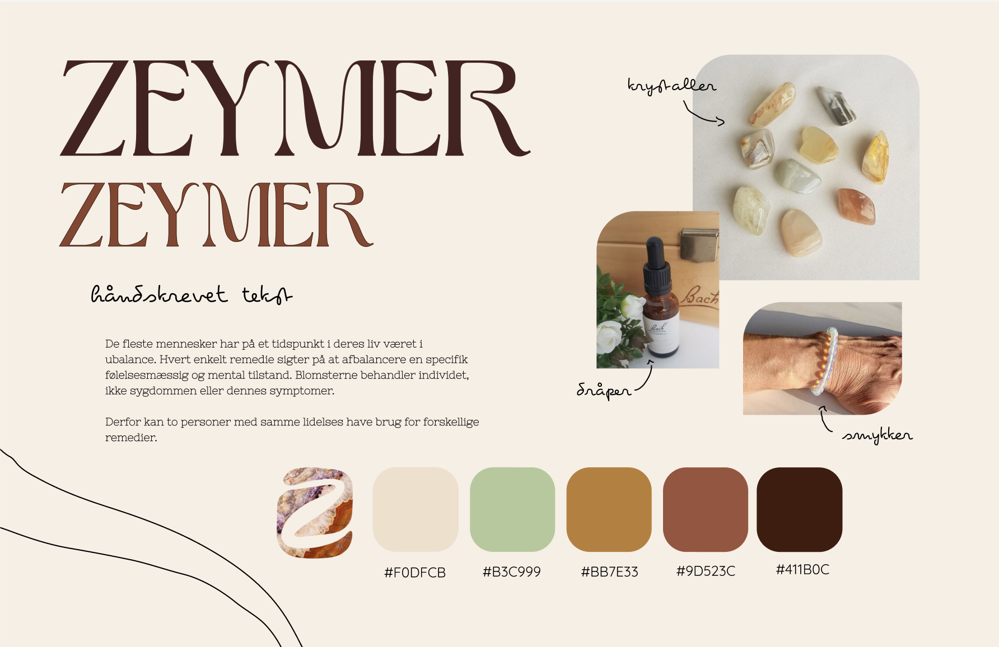 ZEYMER
ZEYMER
håndskrevet tekst
De fleste mennesker har på et tidspunkt i deres liv været i
ubalance. Hvert enkelt remedie sigter på at afbalancere en specifik
følelsesmæssig og mental tilstand. Blomsterne behandler individet,
ikke sygdommen eller dennes symptomer.
Derfor kan to personer med samme lidelses have brug for forskellige
remedier.
krystaller
Bach
Bach
dråper
smykker
#F0DFCB
#B3C999
#BB7E33
#9D523C
#411B0C